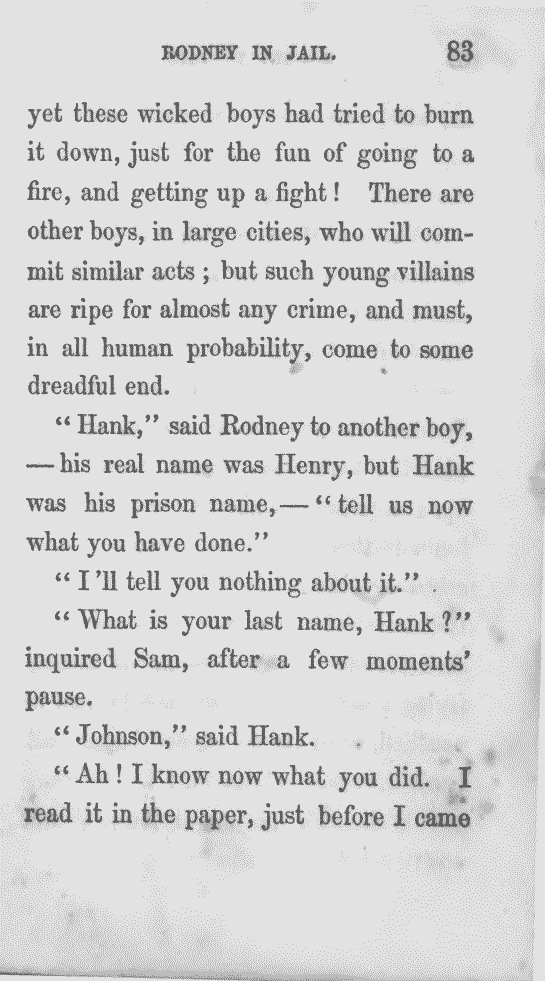 RODNEY IN JAIL. 83
yet these wicked boys had tried to burn
it down, just for the fun of going to a
fire, and getting up a fight! There are
other boys, in large cities, who will com-
mit similar acts; but such young villains
are ripe for almost any crime, and must,
in all human probability, come to some
dreadful end.
"Hank," said Rodney to another boy,
—his real name was Henry, but Hank
was his prison name,—"tell us now
what you have done."
"I'll tell you nothing about it."
"What is your last name, Hank?"
inquired Sam, after a few moments'
pause.
"Johnson," said Hank.
"Ah! I know now what you did. I
read it in the paper, just before I came